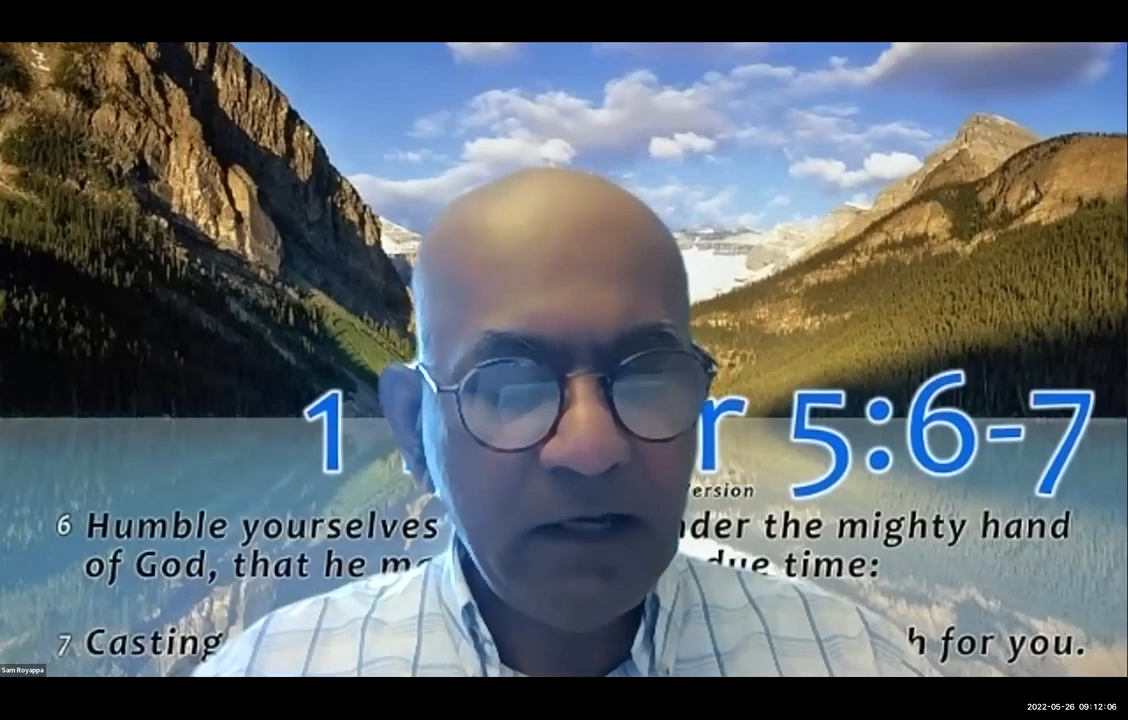 1 r 5:6-7
ersion
6 Humble yourselves nder the mighty hand
of God, that he ma due time:
7 Casting h for you.
Sam Royappa
2022-05-26 09:12:06